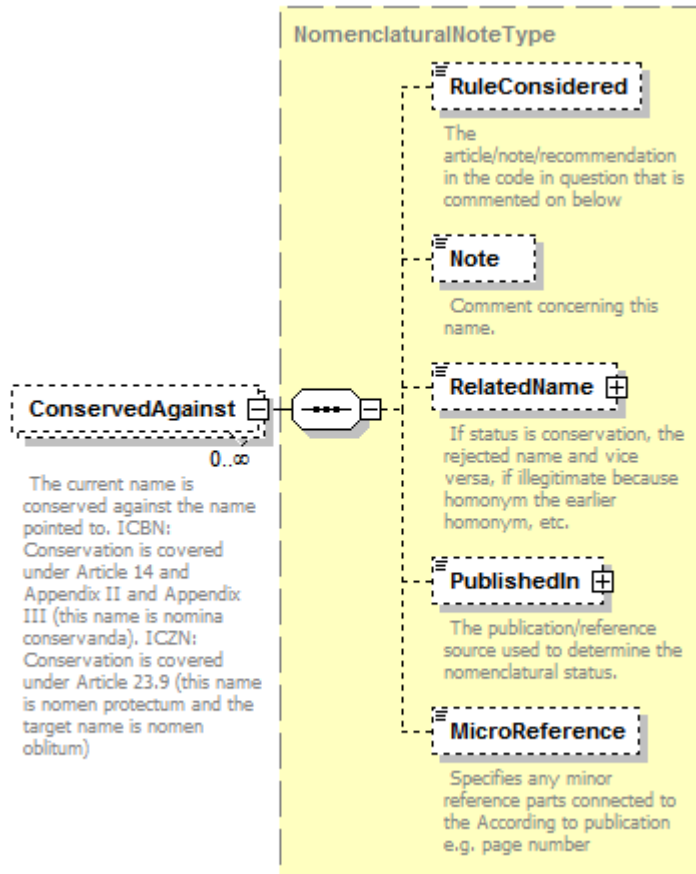 NomenclaturalNoteType
RuleConsidered
The
article/note/recommendation
in the code in question that is
commented on below
Note
Comment concerning this
name.
RelatedName
If status is conservation, the
rejected name and vice
versa, if illegitimate because
homonym the earlier
homonym, etc.
ConservedAgainst
0..∞
The current name is
conserved against the name
pointed to. ICBN:
Conservation is covered
under Article 14 and
Appendix II and Appendix
III (this name is nomina
conservanda). ICZN:
Conservation is covered
under Article 23.9 (this name
is nomen protectum and the
target name is nomen
oblitum)
PublishedIn
The publication/reference
source used to determine the
nomenclatural status.
MicroReference
Specifies any minor
reference parts connected to
the According to publication
e.g. page number